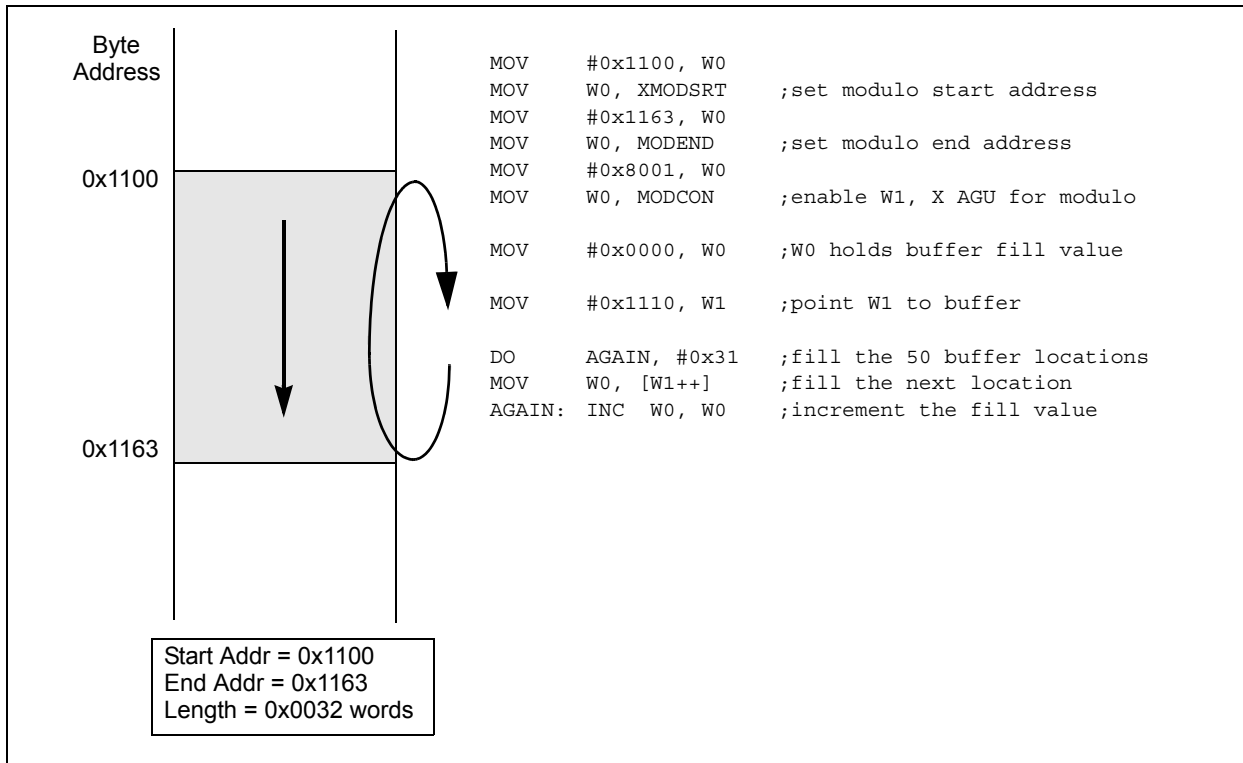 Byte
Address
0x1100
0x1163
MOV #0x1100, W0
MOV W0, XMODSRT ;set modulo start address
MOV #0x1163, W0
MOV W0, MODEND ;set modulo end address
MOV #0x8001, W0
MOV W0, MODCON ;enable W1, X AGU for modulo
MOV #0x0000, W0 ;W0 holds buffer fill value
MOV #0x1110, W1 ;point W1 to buffer
DO AGAIN, #0x31 ;fill the 50 buffer locations
MOV W0, [W1++] ;fill the next location
AGAIN: INC W0, W0 ;increment the fill value
Start Addr = 0x1100
End Addr = 0x1163
Length = 0x0032 words